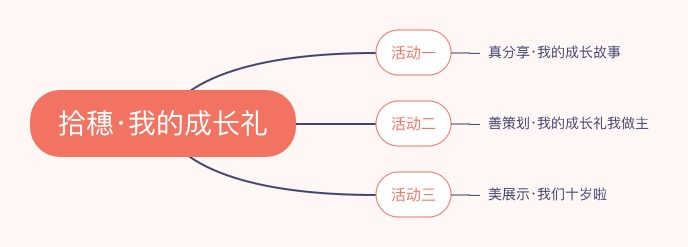 拾穗·我的成长礼
活动一
真分享·我的成长故事
活动二
善策划·我的成长礼我做主
活动三
美展示·我们十岁啦